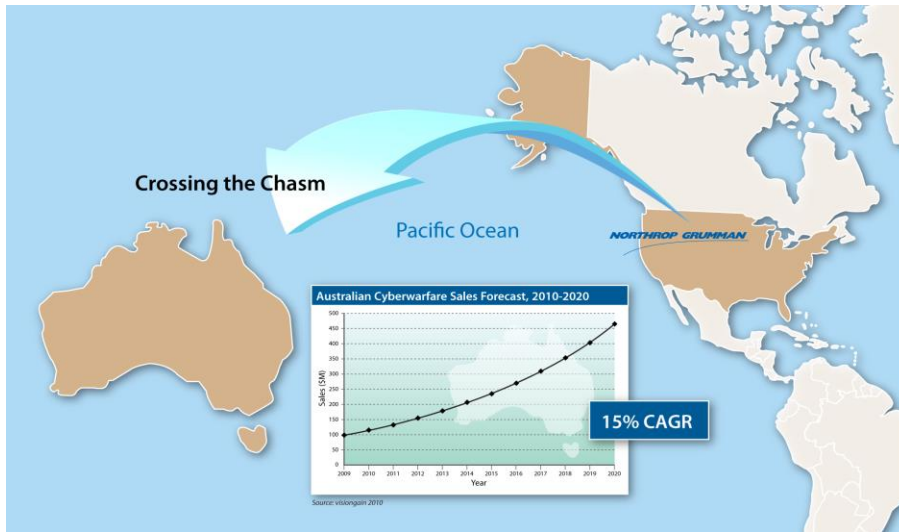 Crossing the Chasm
Pacific Ocean
NORTHROP GRUMMAN
Australian Cyberwarfare Sales Forecast, 2010-2020
Sales ($M)
500
450
400
350
300
250
200
150
100
50
0
2009 2010 2011 2012 2013 2014 2015 2016 2017 2018 2019 2020
Year
15% CAGR
Source: visiongain 2010